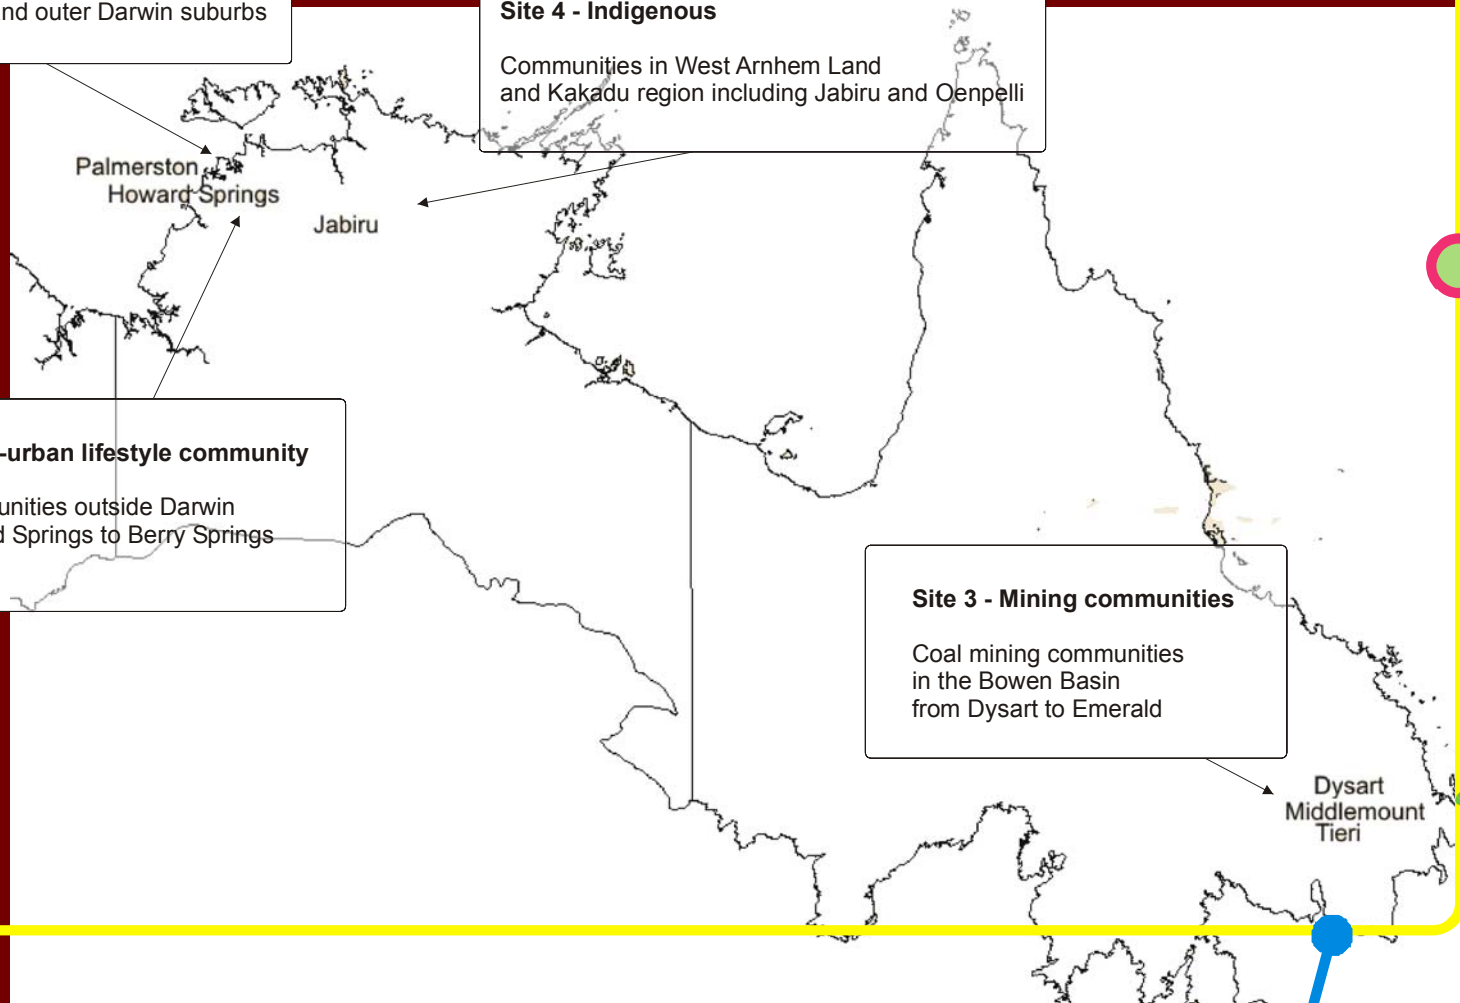 nd outer Darwin suburbs
Site 4 - Indigenous
Communities in West Arnhem Land
and Kakadu region including Jabiru and Oenpelli
Palmerston
Howard Springs
Jabiru
-urban lifestyle community
unities outside Darwin
d Springs to Berry Springs
Site 3 - Mining communities
Coal mining communities
in the Bowen Basin
from Dysart to Emerald
Dysart
Middlemount
Tieri